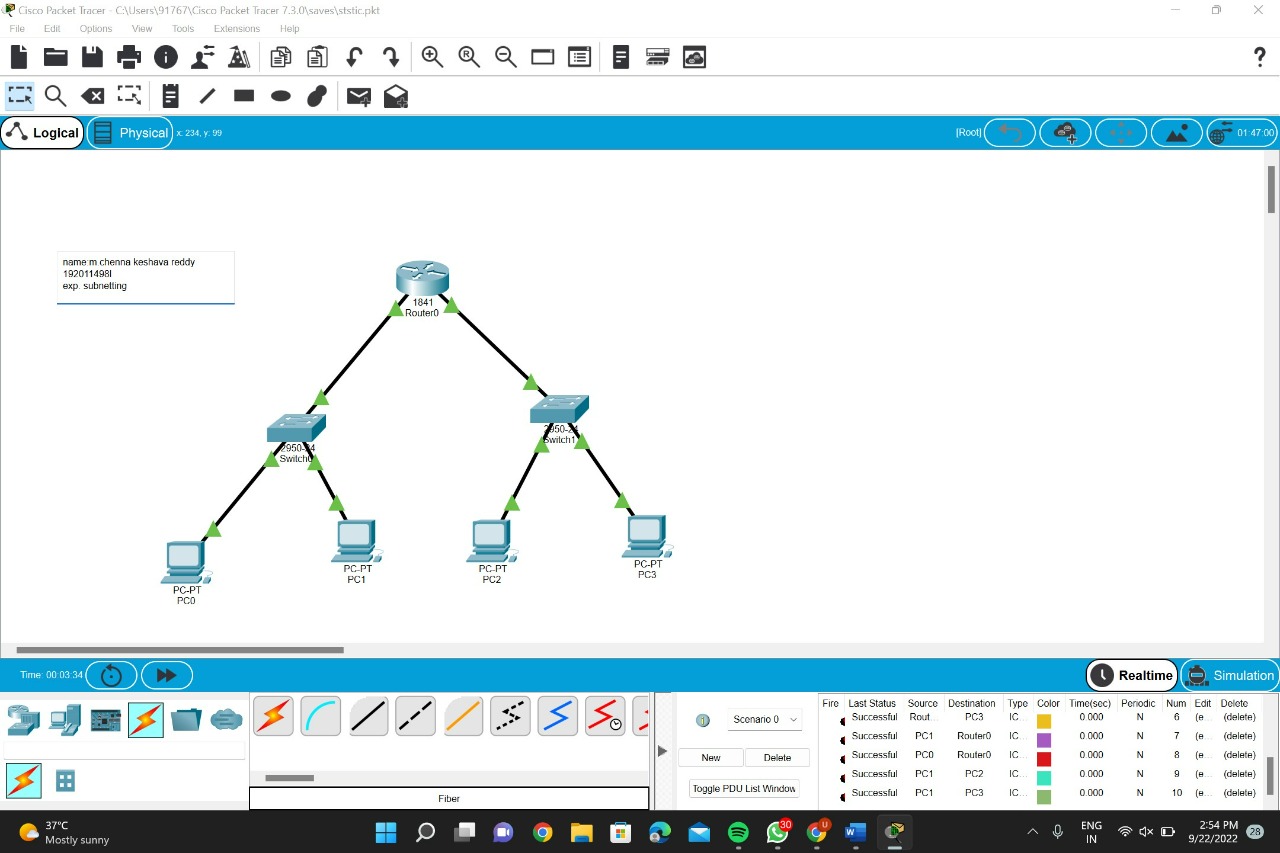 Cisco Packet Tracer - C:\Users\91767\Cisco Packet Tracer 7.3.0\saves\ststic.pkt
File Edit Options View Tools Extensions Help
Logical Physical x: 234, y: 99 [Root] 01:47:00
name m chenna keshava reddy
192011498l
exp. subnetting
1841
Router0
2950-24
Switch0
2950-24
Switch1
PC-PT
PC0
PC-PT
PC1
PC-PT
PC2
PC-PT
PC3
Time: 00:03:34 Realtime Simulation
Scenario 0
New Delete
Toggle PDU List Window
Fiber
Fire Last Status Source Destination Type Color Time(sec) Periodic Num Edit Delete
Successful Rout... PC3 IC... 0.000 N 6 (e... (delete)
Successful PC1 Router0 IC... 0.000 N 7 (e... (delete)
Successful PC0 Router0 IC... 0.000 N 8 (e... (delete)
Successful PC1 PC2 IC... 0.000 N 9 (e... (delete)
Successful PC1 PC3 IC... 0.000 N 10 (e... (delete)
37°C
Mostly sunny
30
U
ENG
IN
2:54 PM
9/22/2022
28